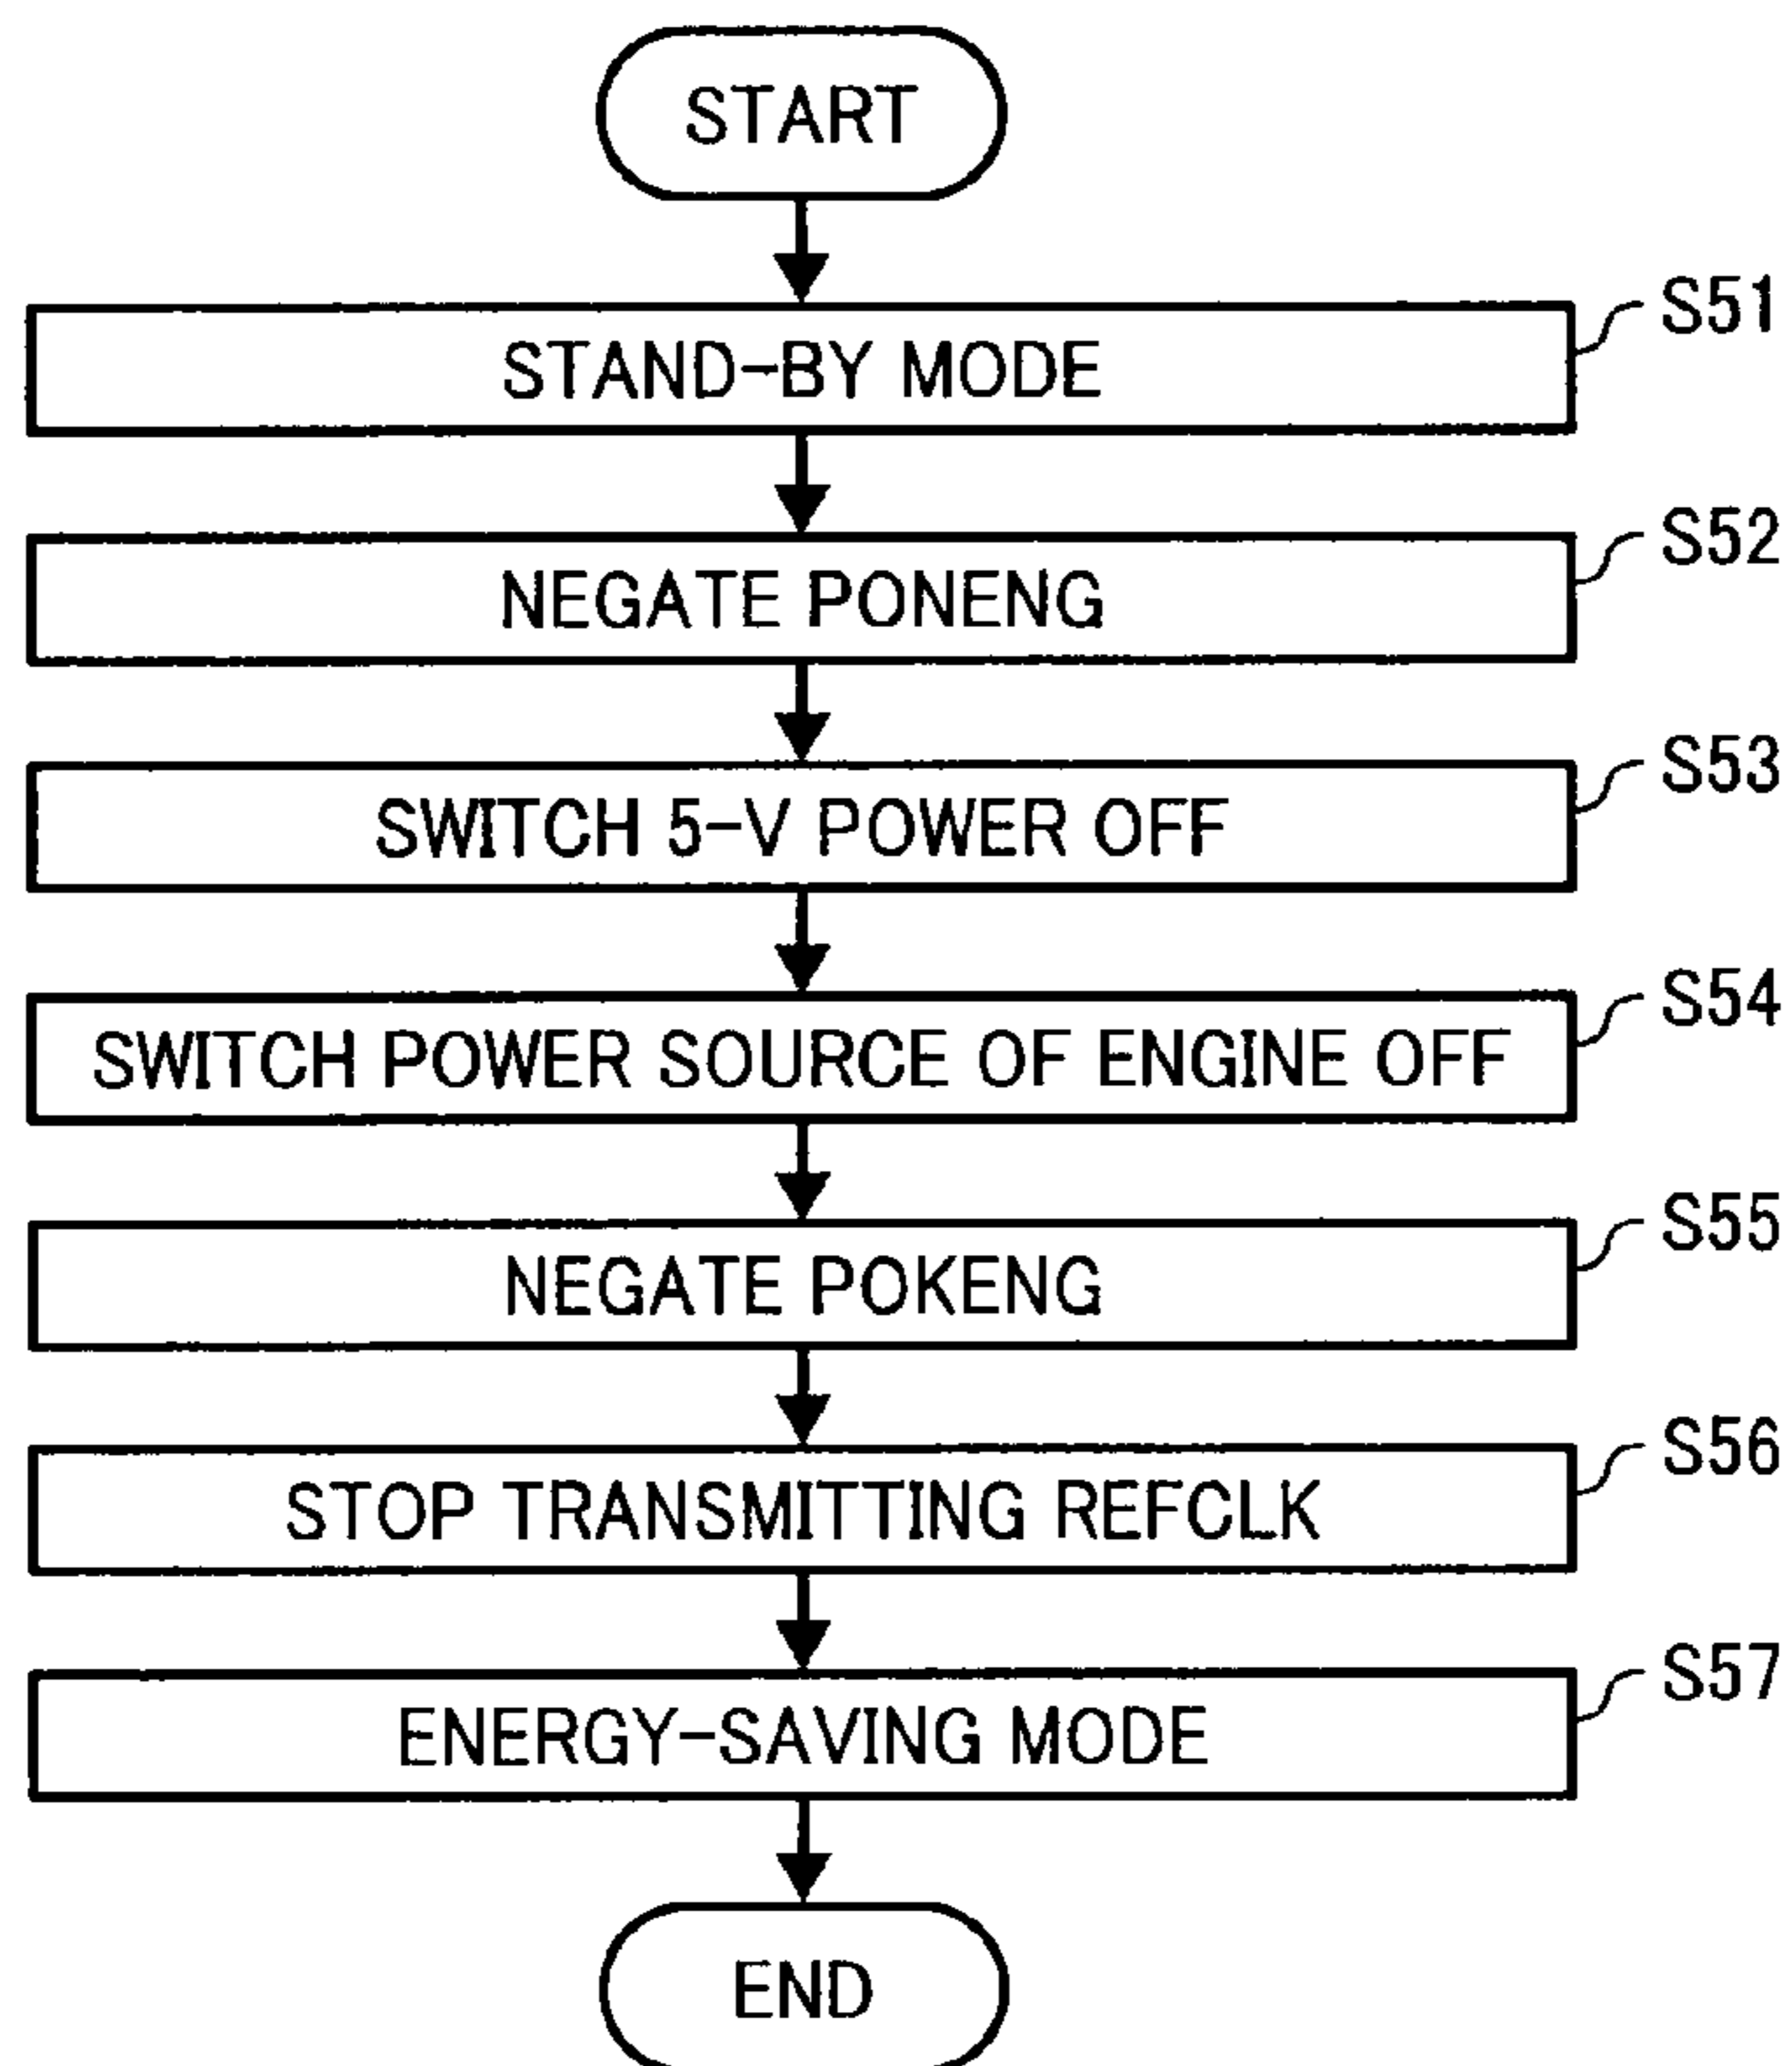 START
S51
STAND-BY MODE
S52
NEGATE PONENG
S53
SWITCH 5-V POWER OFF
S54
SWITCH POWER SOURCE OF ENGINE OFF
S55
NEGATE POKENG
S56
STOP TRANSMITTING REFCLK
S57
ENERGY-SAVING MODE
END